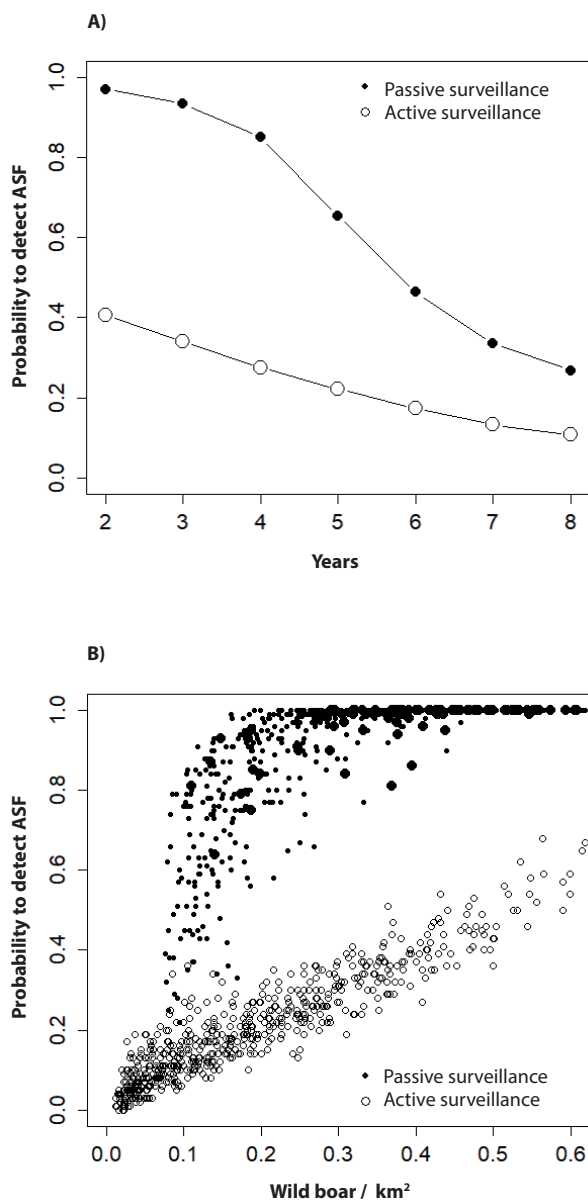 A)
Probability to detect ASF
1.0
0.8
0.6
0.4
0.2
0.0
Passive surveillance
Active surveillance
2 3 4 5 6 7 8
Years
B)
Probability to detect ASF
1.0
0.8
0.6
0.4
0.2
0.0
Passive surveillance
Active surveillance
0.0 0.1 0.2 0.3 0.4 0.5 0.6
Wild boar / km²